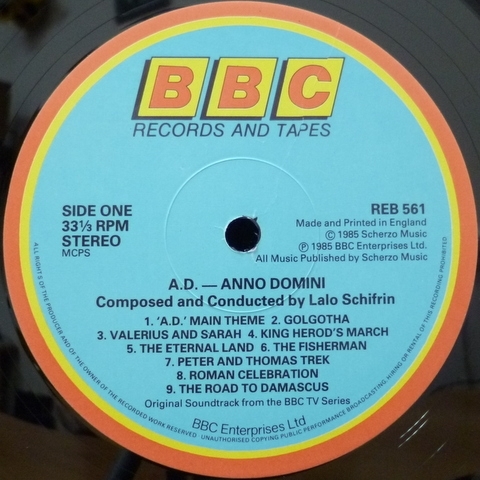 BBC
RECORDS AND TAPES
SIDE ONE
33⅓ RPM
STEREO
MCPS
REB 561
Made and Printed in England
© 1985 Scherzo Music
℗ 1985 BBC Enterprises Ltd.
All Music Published by Scherzo Music
A.D. — ANNO DOMINI
Composed and Conducted by Lalo Schifrin
1. 'A.D.' MAIN THEME 2. GOLGOTHA
3. VALERIUS AND SARAH 4. KING HEROD'S MARCH
5. THE ETERNAL LAND 6. THE FISHERMAN
7. PETER AND THOMAS TREK
8. ROMAN CELEBRATION
9. THE ROAD TO DAMASCUS
Original Soundtrack from the BBC TV Series
BBC Enterprises Ltd
ALL RIGHTS OF THE PRODUCER AND OF THE OWNER OF THE RECORDED WORK RESERVED · UNAUTHORISED COPYING PUBLIC PERFORMANCE BROADCASTING, HIRING OR RENTAL OF THIS RECORDING PROHIBITED